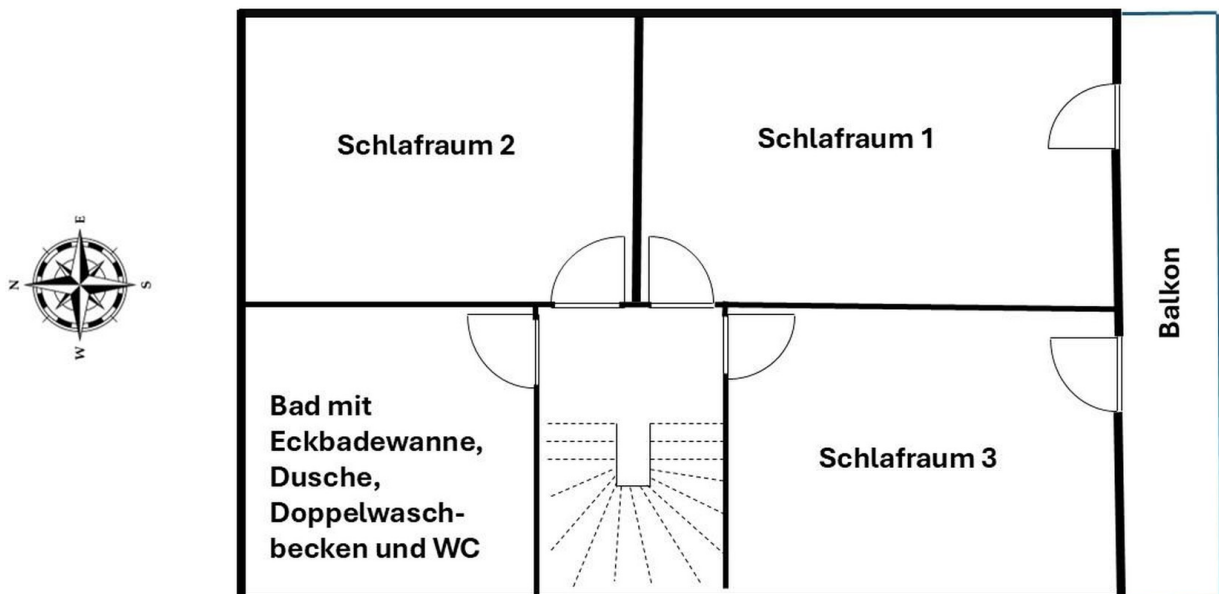 Schlafraum 2
Schlafraum 1
E
N
S
W
Balkon
Bad mit
Eckbadewanne,
Dusche,
Doppelwasch-
becken und WC
Schlafraum 3